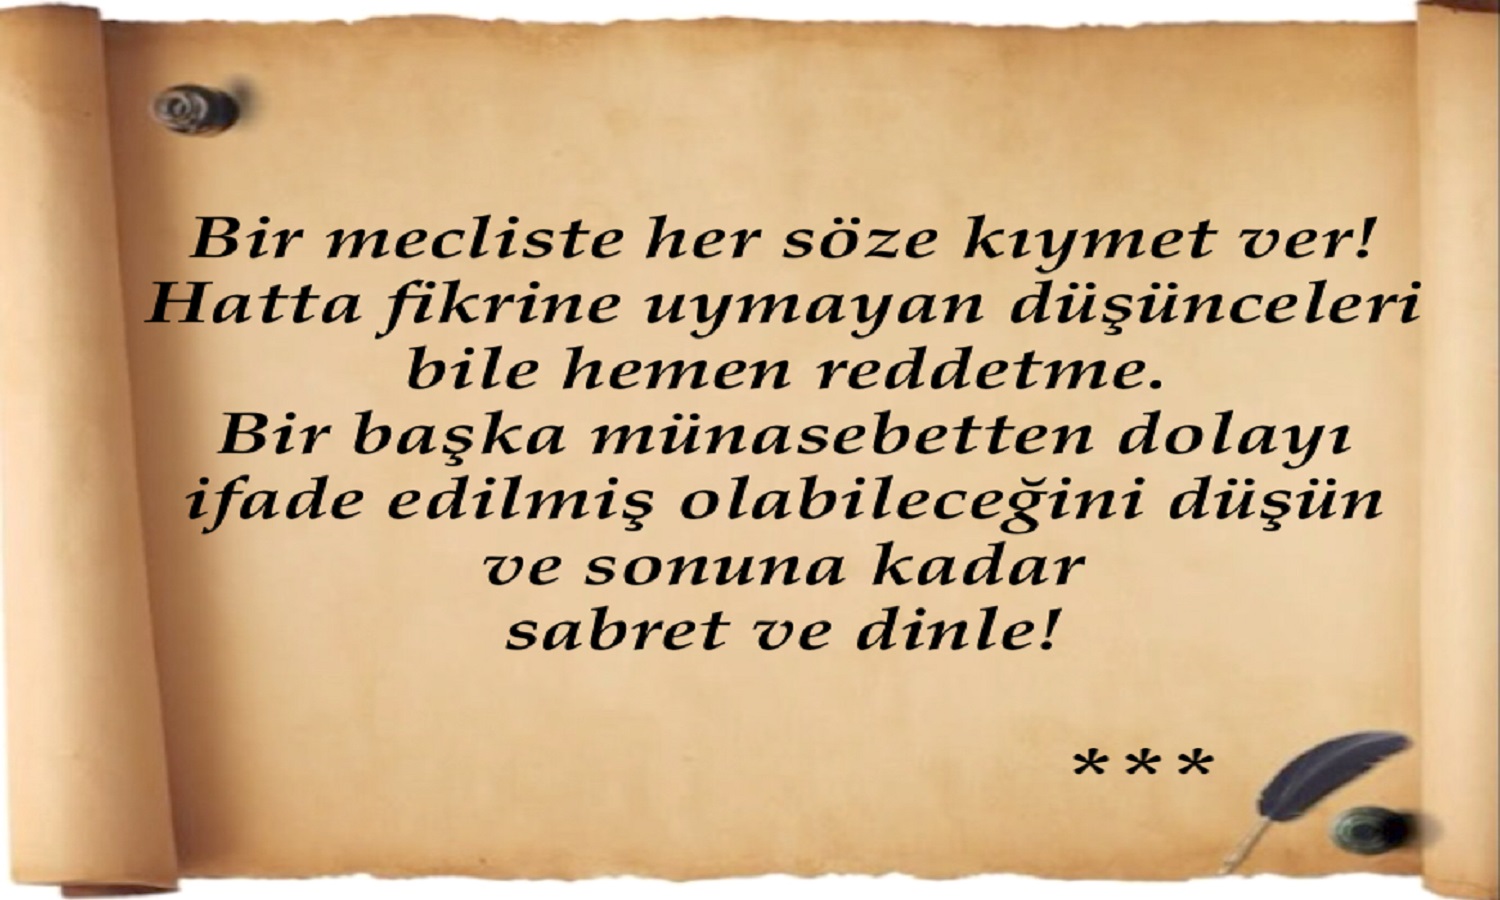 Bir mecliste her söze kıymet ver!
Hatta fikrine uymayan düşünceleri
bile hemen reddetme.
Bir başka münasebetten dolayı
ifade edilmiş olabileceğini düşün
ve sonuna kadar
sabret ve dinle!
***